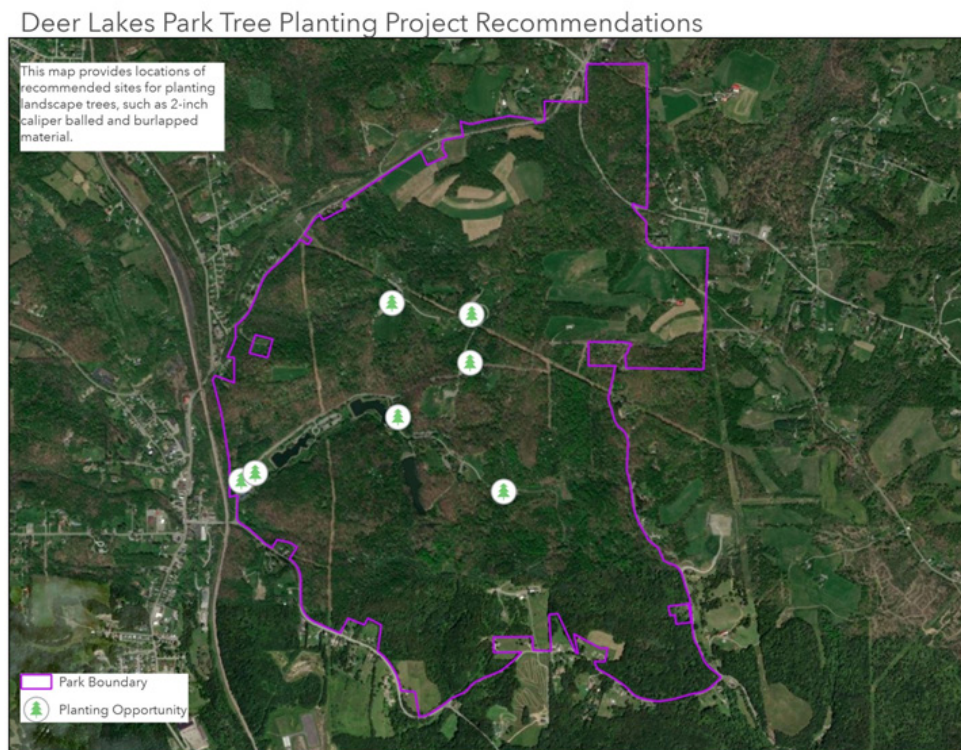 Deer Lakes Park Tree Planting Project Recommendations
This map provides locations of
recommended sites for planting
landscape trees, such as 2-inch
caliper balled and burlapped
material.
Park Boundary
Planting Opportunity